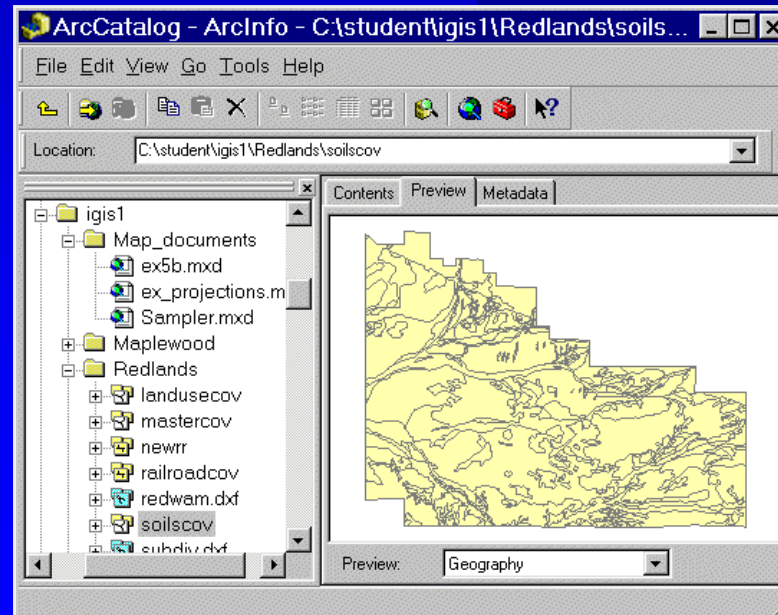 ArcCatalog - ArcInfo - C:\student\igis1\Redlands\soils...
File Edit View Go Tools Help
Location: C:\student\igis1\Redlands\soilscov
igis1
Map_documents
ex5b.mxd
ex_projections.m
Sampler.mxd
Maplewood
Redlands
landusecov
mastercov
newrr
railroadcov
redwam.dxf
soilscov
subdiv.dxf
Contents Preview Metadata
Preview: Geography